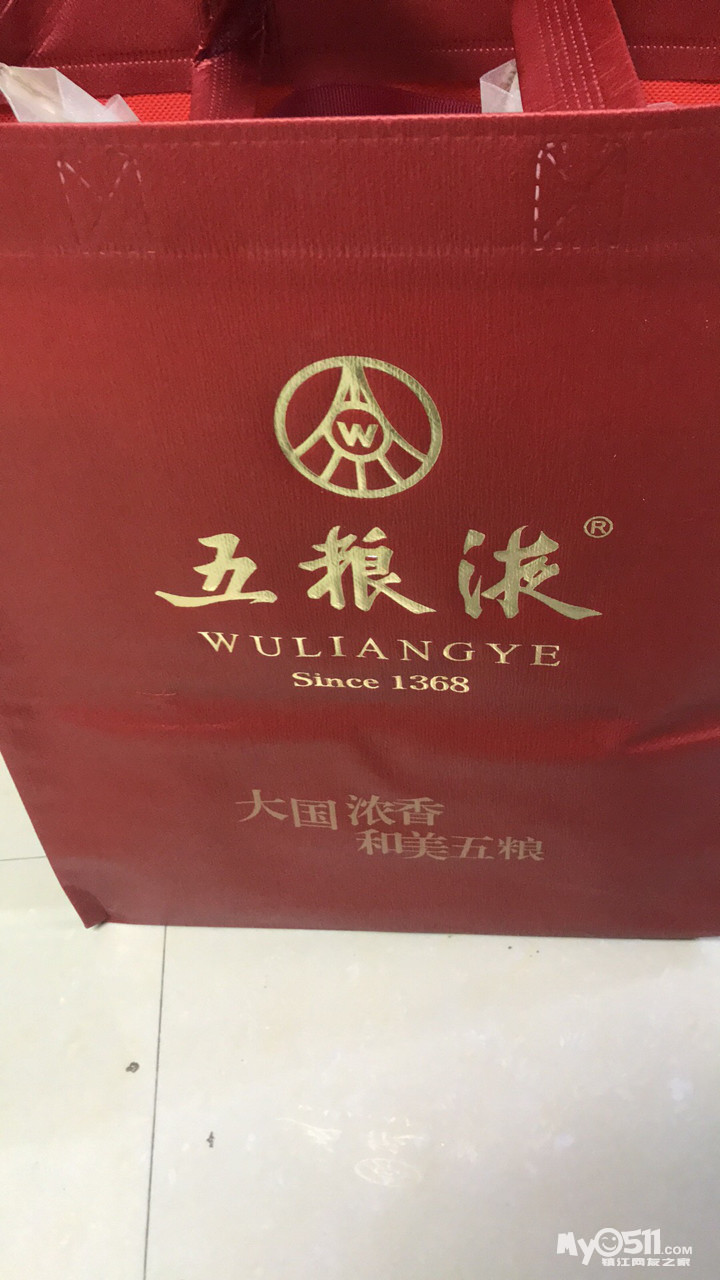 W
五粮液®
WULIANGYE
Since 1368
大国浓香
和美五粮
My0511.COM
镇江网友之家